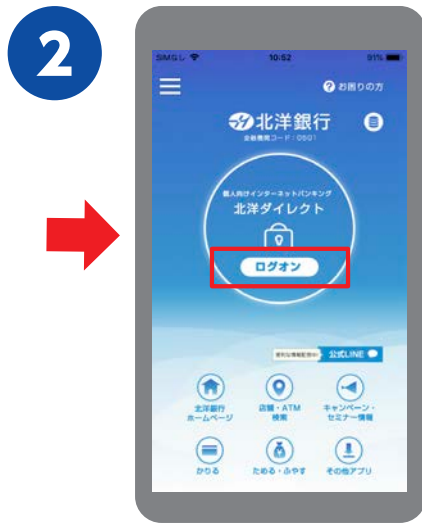 2
SIMなし 10:52 91%
? お困りの方
北洋銀行
金融機関コード：0501
個人向けインターネットバンキング
北洋ダイレクト
ログオン
便利な情報配信中 公式LINE
北洋銀行
ホームページ
店舗・ATM
検索
キャンペーン・
セミナー情報
かりる
ためる・ふやす
その他アプリ